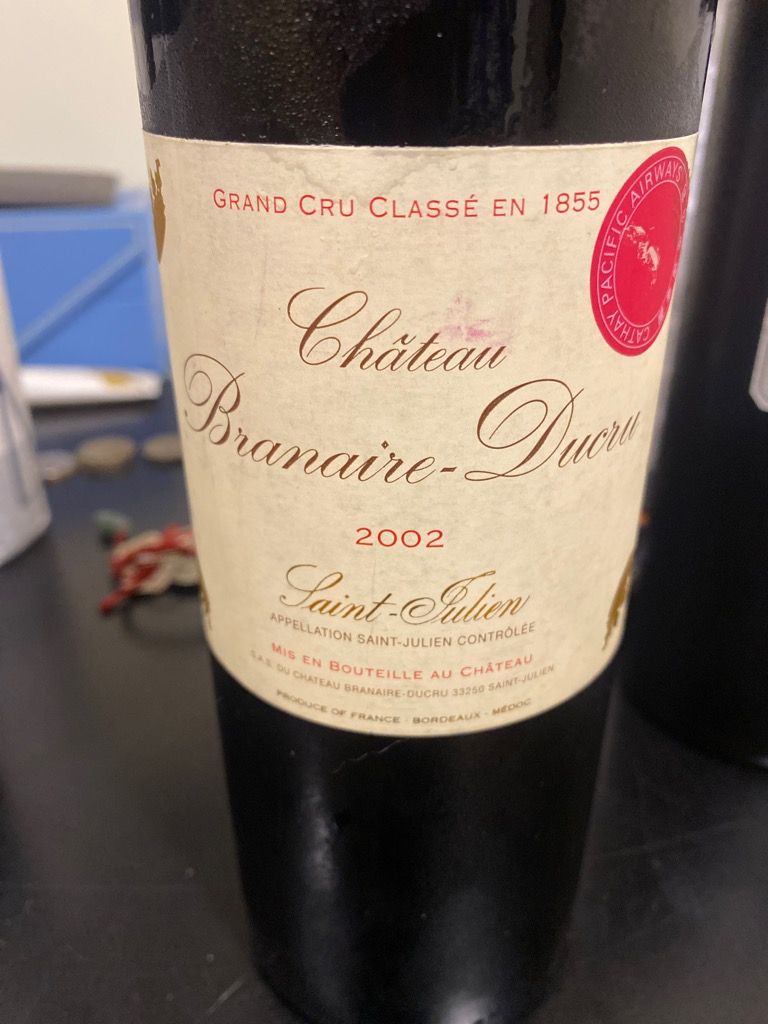 GRAND CRU CLASSÉ EN 1855
CATHAY PACIFIC AIRWAYS
Château
Branaire-Ducru
2002
Saint-Julien
APPELLATION SAINT-JULIEN CONTRÔLÉE
MIS EN BOUTEILLE AU CHÂTEAU
S.A.S. DU CHATEAU BRANAIRE-DUCRU 33250 SAINT-JULIEN
PRODUCE OF FRANCE - BORDEAUX - MÉDOC